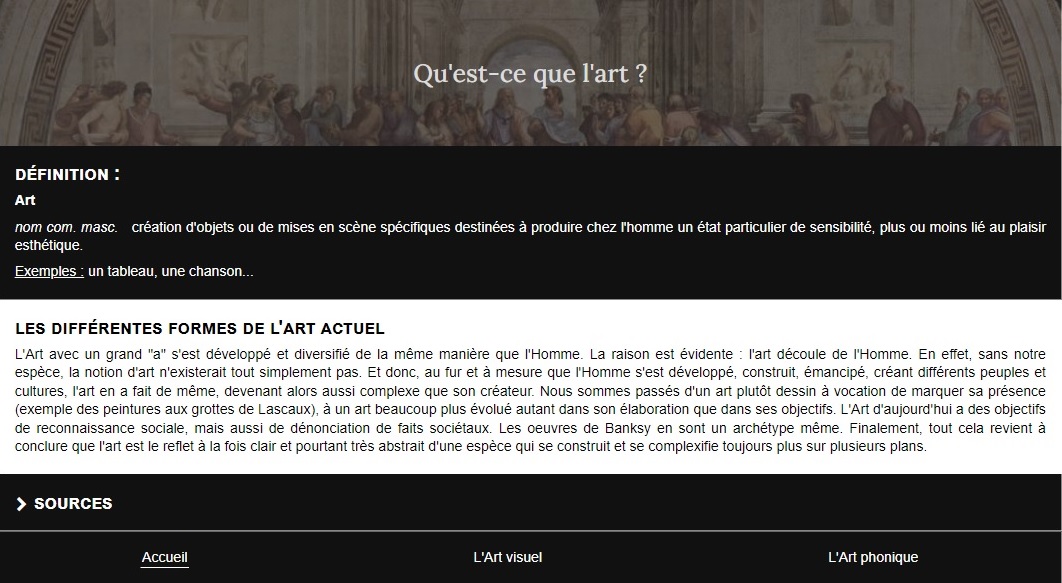 Qu'est-ce que l'art ?
DÉFINITION :
Art
nom com. masc. création d'objets ou de mises en scène spécifiques destinées à produire chez l'homme un état particulier de sensibilité, plus ou moins lié au plaisir
esthétique.
Exemples : un tableau, une chanson...
LES DIFFÉRENTES FORMES DE L'ART ACTUEL
L'Art avec un grand "a" s'est développé et diversifié de la même manière que l'Homme. La raison est évidente : l'art découle de l'Homme. En effet, sans notre
espèce, la notion d'art n'existerait tout simplement pas. Et donc, au fur et à mesure que l'Homme s'est développé, construit, émancipé, créant différents peuples et
cultures, l'art en a fait de même, devenant alors aussi complexe que son créateur. Nous sommes passés d'un art plutôt dessin à vocation de marquer sa présence
(exemple des peintures aux grottes de Lascaux), à un art beaucoup plus évolué autant dans son élaboration que dans ses objectifs. L'Art d'aujourd'hui a des objectifs
de reconnaissance sociale, mais aussi de dénonciation de faits sociétaux. Les oeuvres de Banksy en sont un archétype même. Finalement, tout cela revient à
conclure que l'art est le reflet à la fois clair et pourtant très abstrait d'une espèce qui se construit et se complexifie toujours plus sur plusieurs plans.
SOURCES
Accueil L'Art visuel L'Art phonique